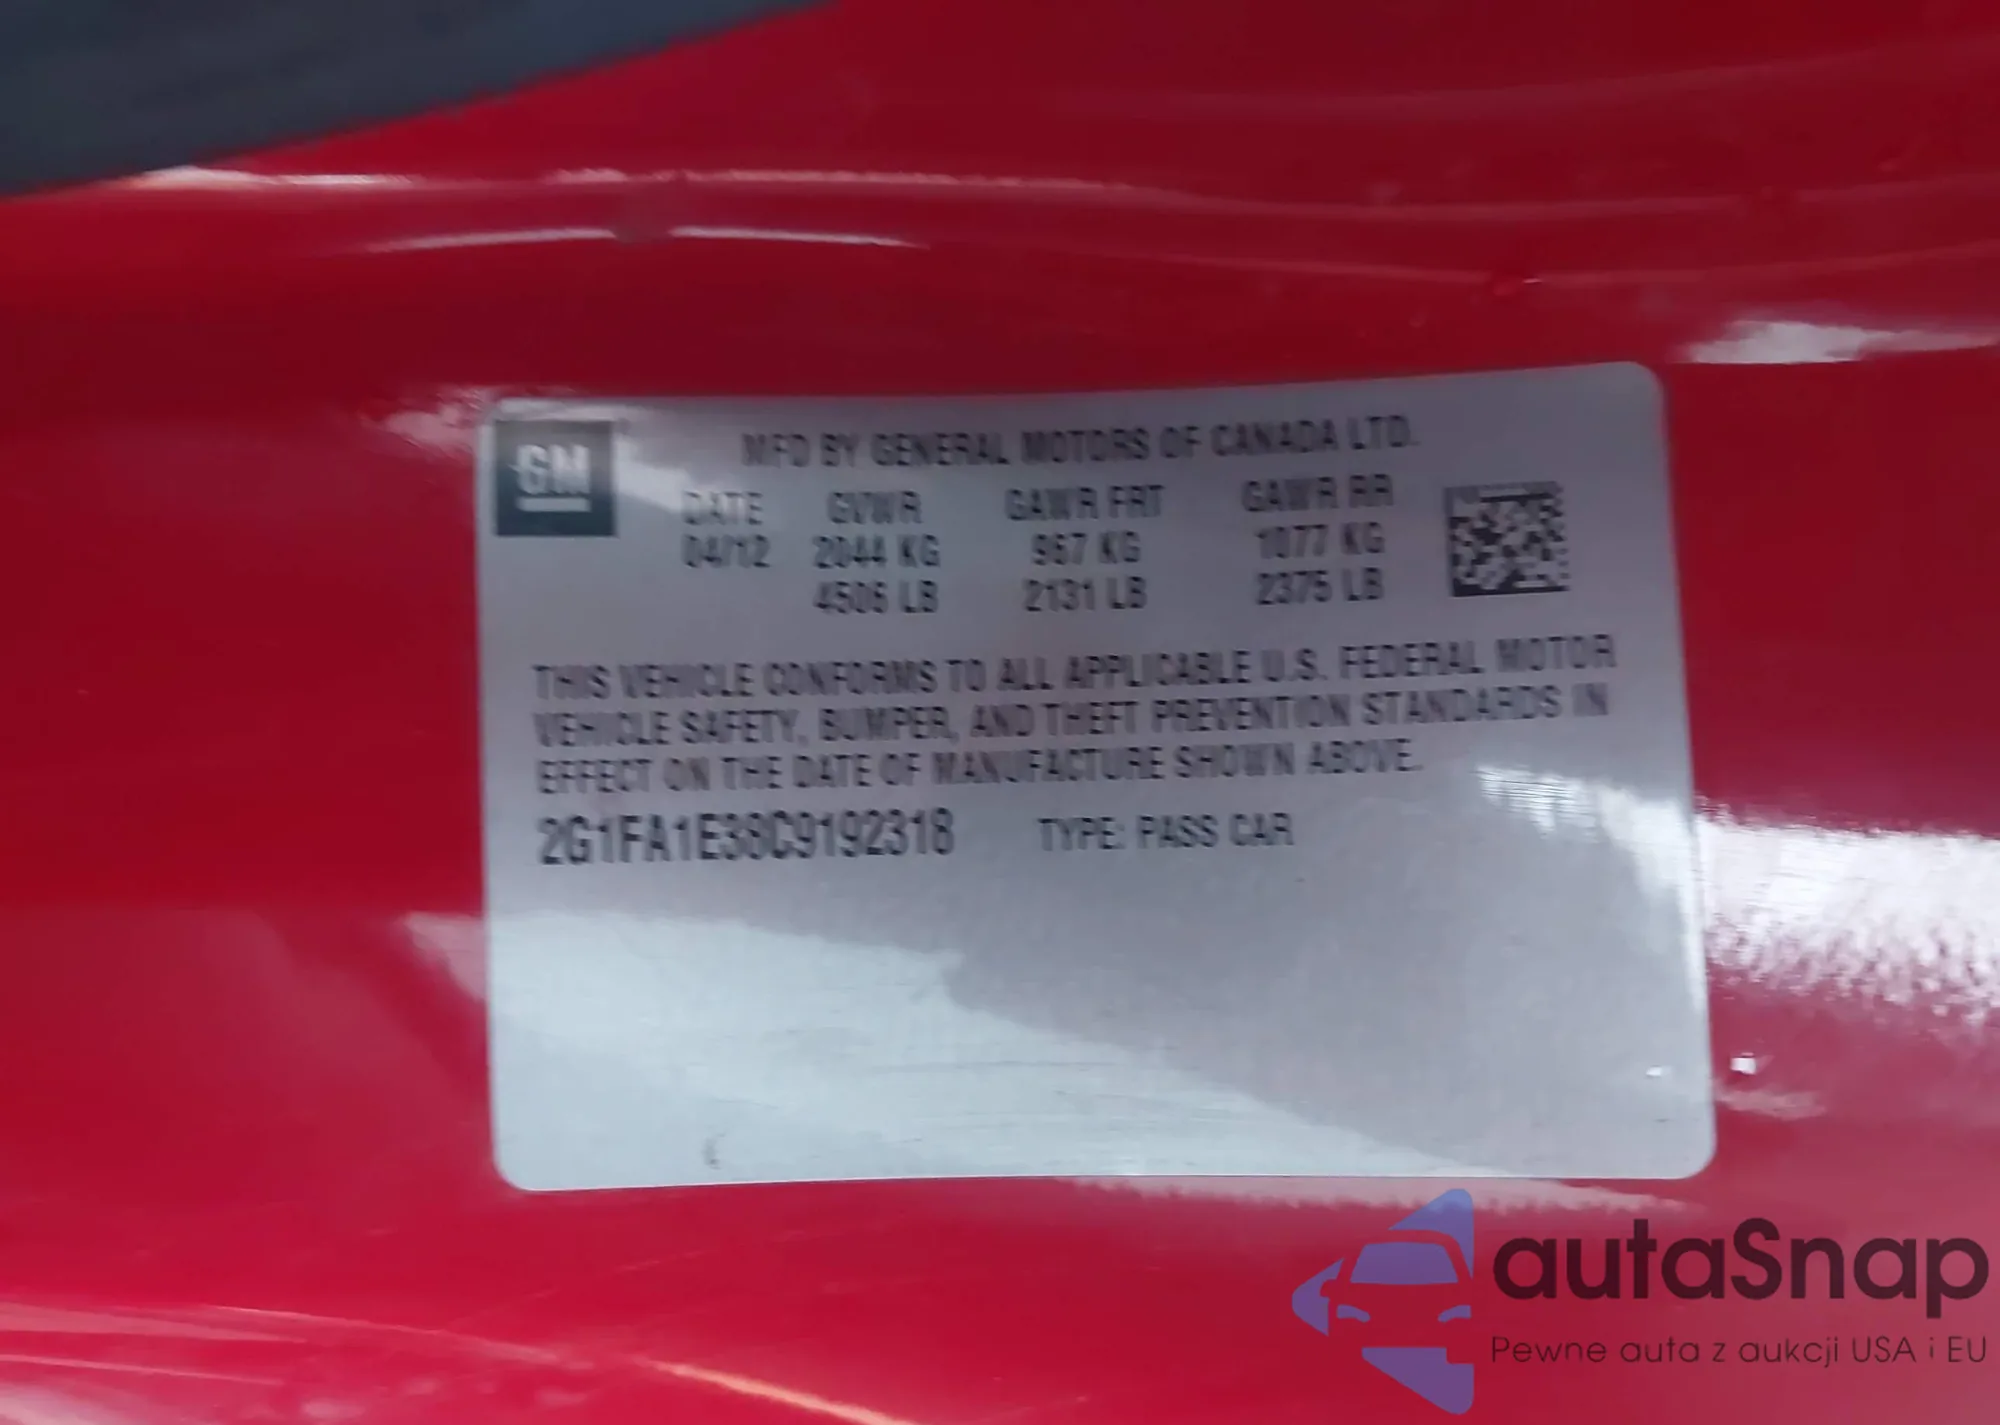 GM
MFD BY GENERAL MOTORS OF CANADA LTD.
DATE GVWR GAWR FRT GAWR RR
04/12 2044 KG 967 KG 1077 KG
4506 LB 2131 LB 2375 LB
THIS VEHICLE CONFORMS TO ALL APPLICABLE U.S. FEDERAL MOTOR
VEHICLE SAFETY, BUMPER, AND THEFT PREVENTION STANDARDS IN
EFFECT ON THE DATE OF MANUFACTURE SHOWN ABOVE.
2G1FA1E38C9192318 TYPE: PASS CAR
autaSnap
Pewne auta z aukcji USA i EU